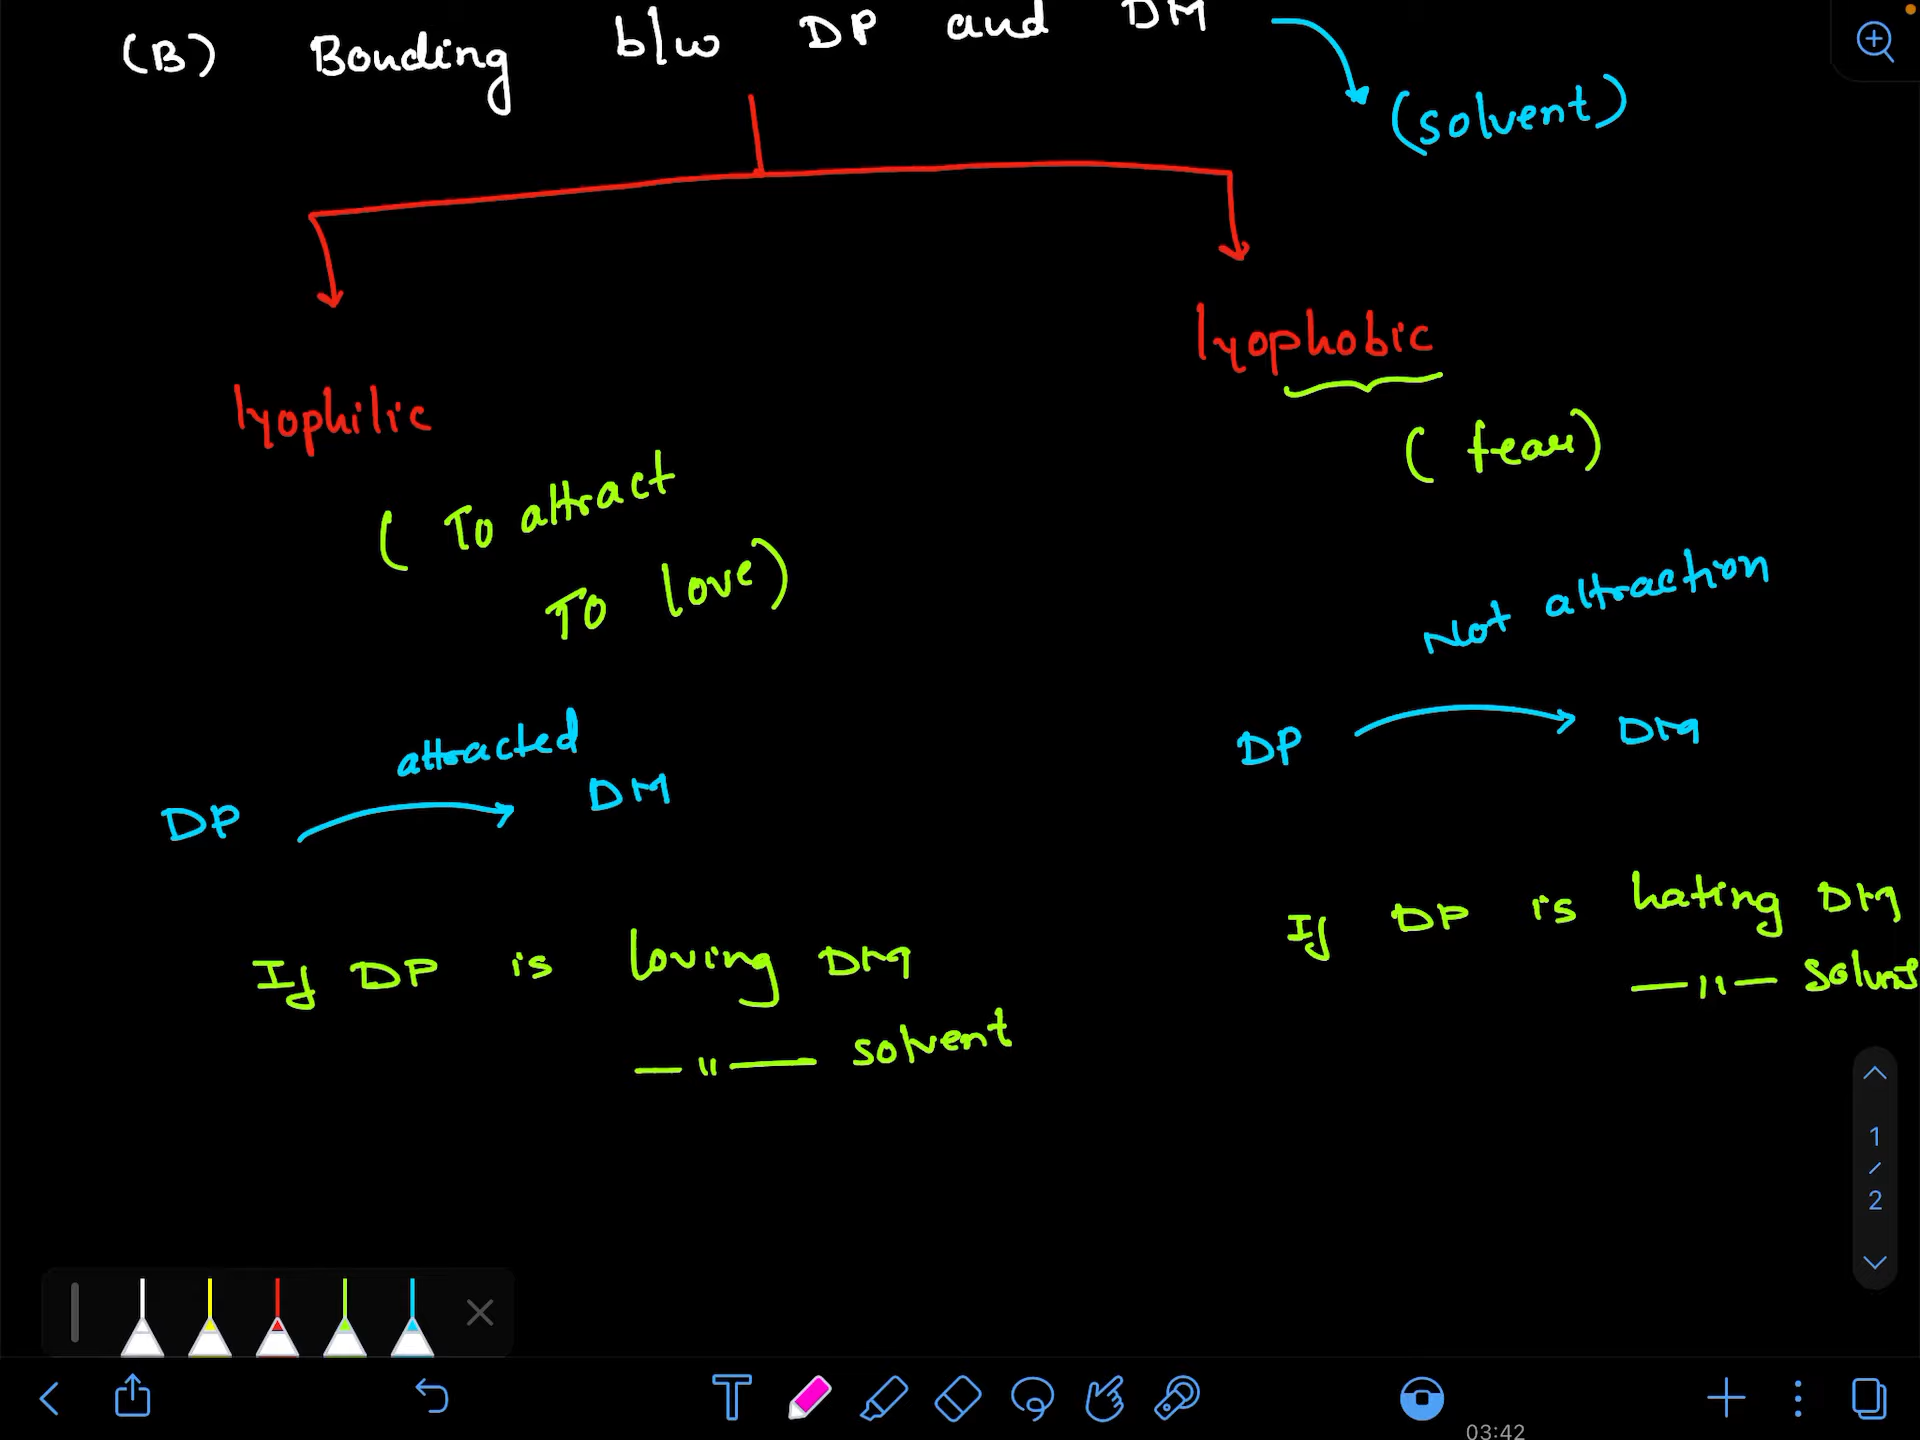 (B) Bonding b/w DP and DM
(solvent)
lyophilic
(To attract
To love)
attracted
DP DM
If DP is loving DM
— " — solvent
lyophobic
(fear)
Not attraction
DP DM
If DP is hating DM
— " — solvent
1
/
2
03:42